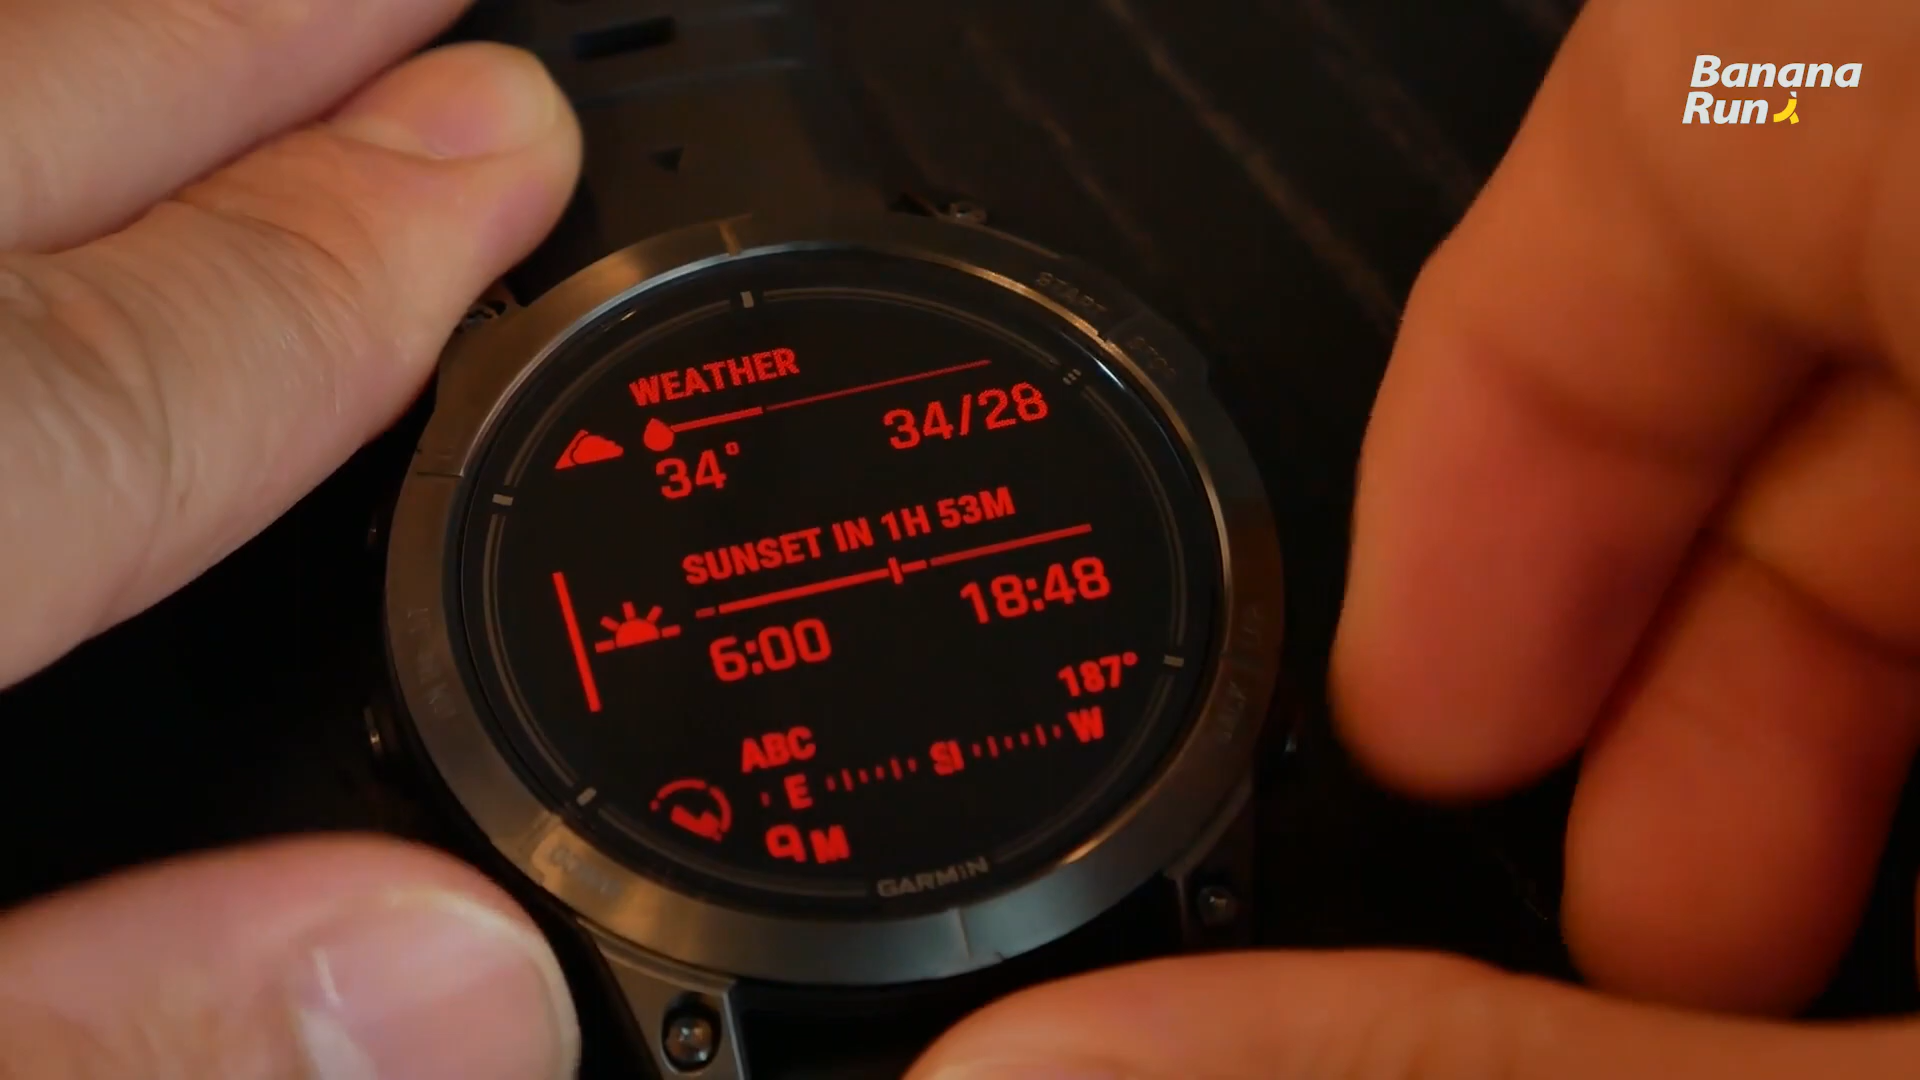 Banana
Run
START
STOP
WEATHER
34°
34/28
SUNSET IN 1H 53M
6:00
18:48
187°
ABC
E
W
9M
GARMIN